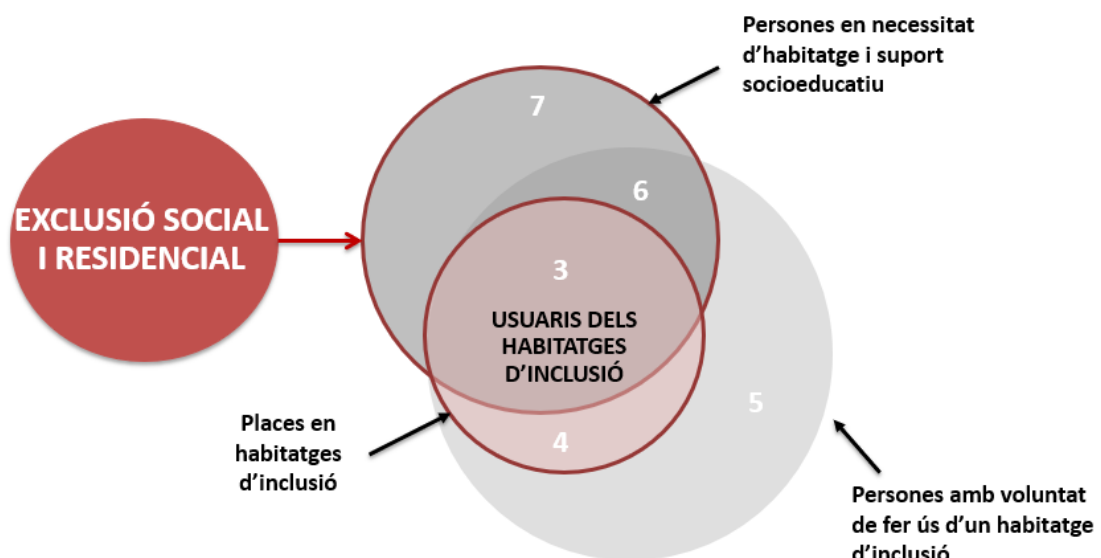 Persones en necessitat
d'habitatge i suport
socioeducatiu
7
6
EXCLUSIÓ SOCIAL
I RESIDENCIAL
3
USUARIS DELS
HABITATGES
D'INCLUSIÓ
5
Places en
habitatges
d'inclusió
4
Persones amb voluntat
de fer ús d'un habitatge
d'inclusió